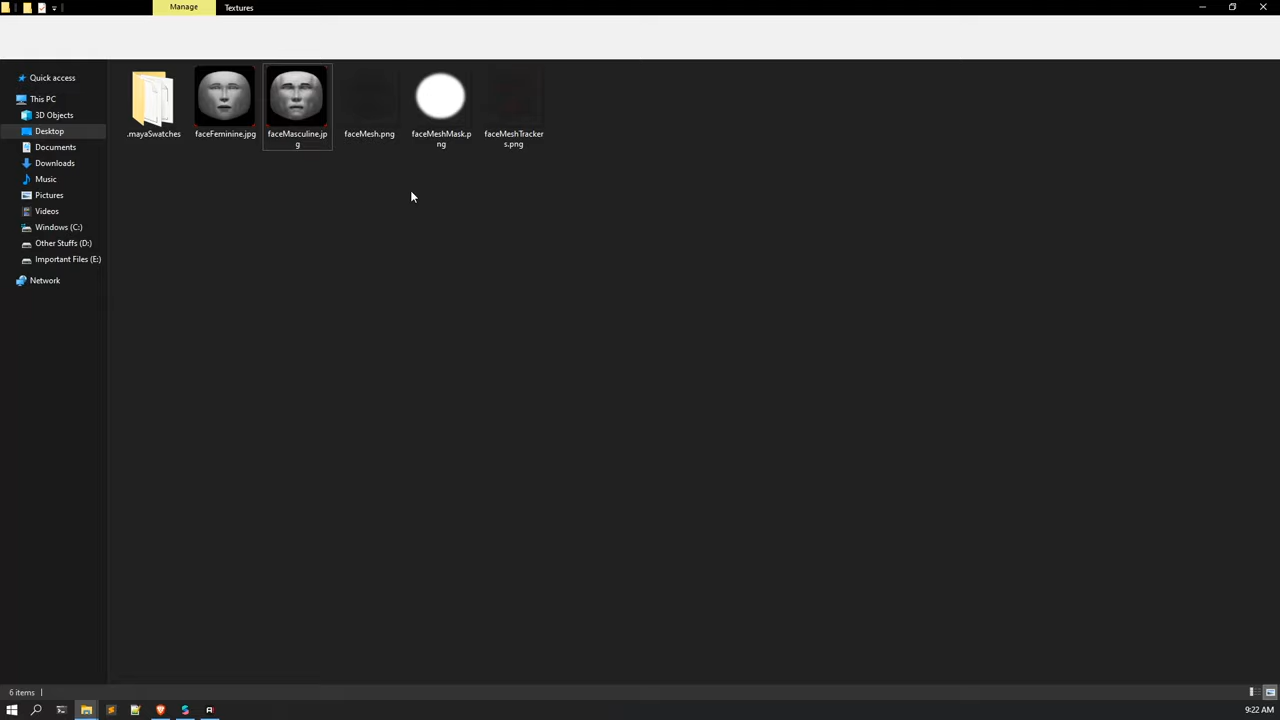 Manage
Textures
Quick access
This PC
3D Objects
Desktop
Documents
Downloads
Music
Pictures
Videos
Windows (C:)
Other Stuffs (D:)
Important Files (E:)
Network
.mayaSwatches
faceFeminine.jpg
faceMasculine.jp
g
faceMesh.png
faceMeshMask.p
ng
faceMeshTracker
s.png
6 items
9:22 AM